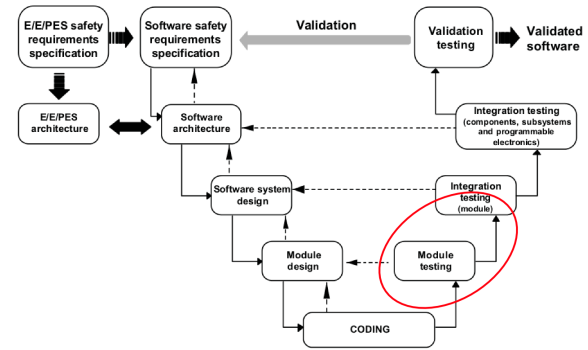 E/E/PES safety
requirements
specification
Software safety
requirements
specification
Validation
Validation
testing
Validated
software
E/E/PES
architecture
Software
architecture
Integration testing
(components, subsystems
and programmable
electronics)
Software system
design
Integration
testing
(module)
Module
design
Module
testing
CODING